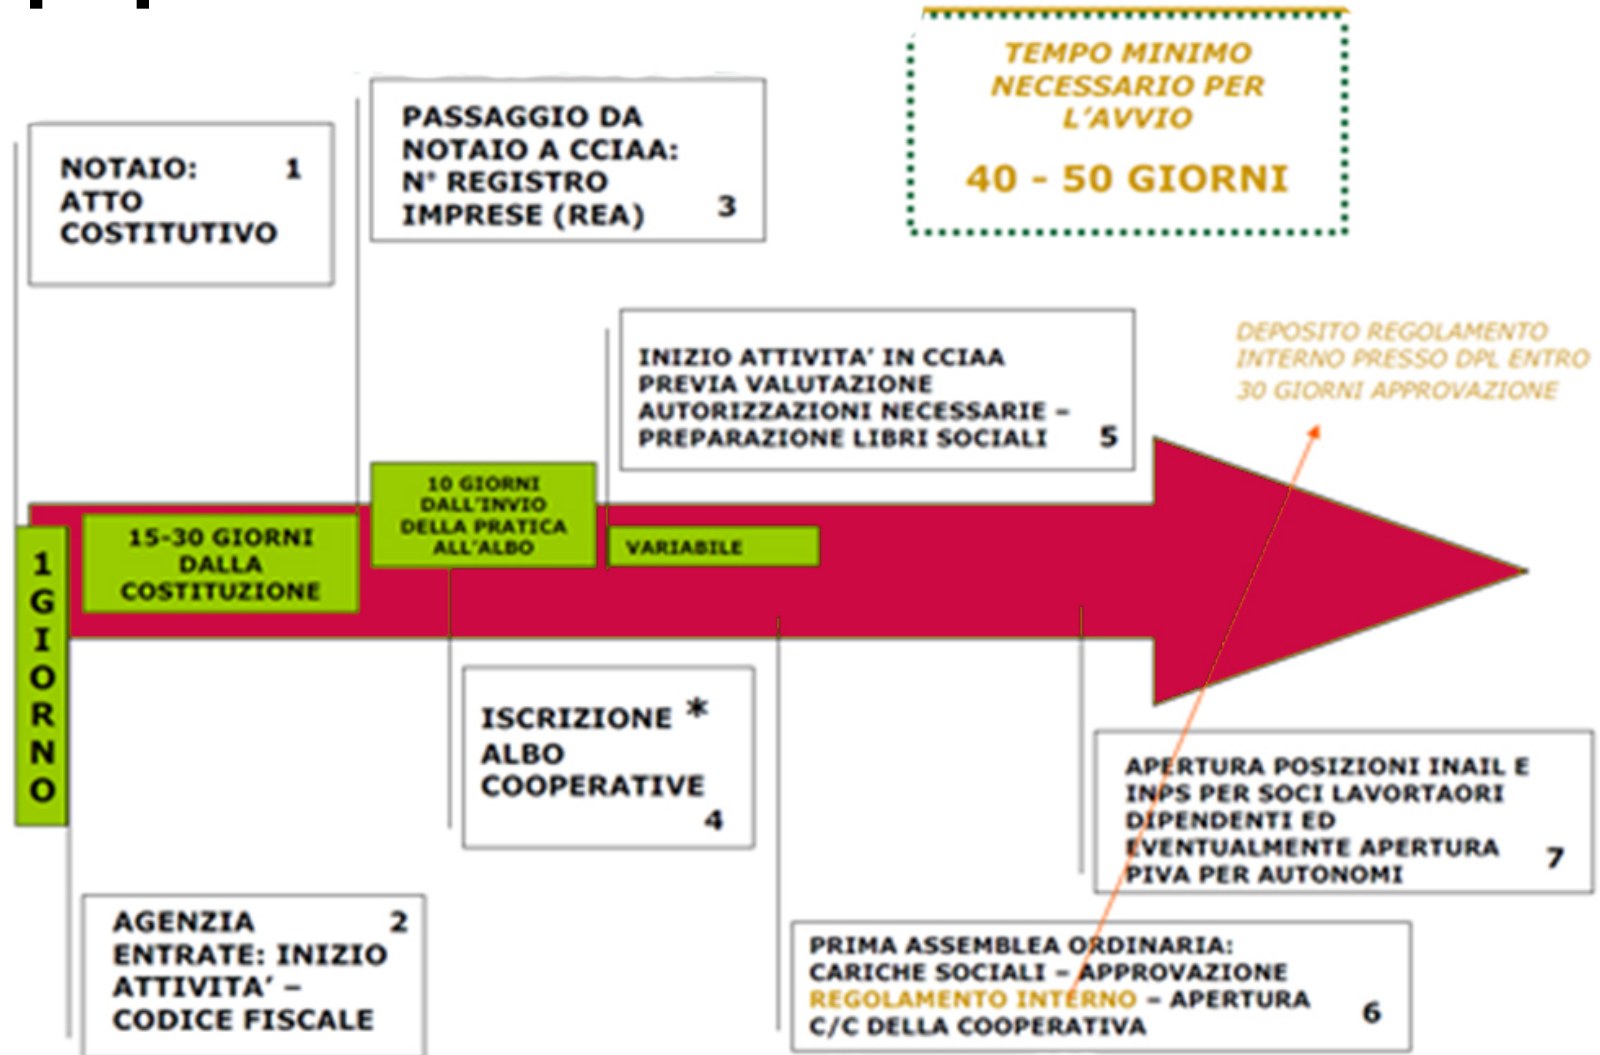 TEMPO MINIMO
NECESSARIO PER
L'AVVIO
40 - 50 GIORNI
NOTAIO: 1
ATTO
COSTITUTIVO
PASSAGGIO DA
NOTAIO A CCIAA:
N° REGISTRO
IMPRESE (REA) 3
INIZIO ATTIVITA' IN CCIAA
PREVIA VALUTAZIONE
AUTORIZZAZIONI NECESSARIE –
PREPARAZIONE LIBRI SOCIALI 5
DEPOSITO REGOLAMENTO
INTERNO PRESSO DPL ENTRO
30 GIORNI APPROVAZIONE
1 GIORNO
15-30 GIORNI
DALLA
COSTITUZIONE
10 GIORNI
DALL'INVIO
DELLA PRATICA
ALL'ALBO
VARIABILE
ISCRIZIONE *
ALBO
COOPERATIVE
4
APERTURA POSIZIONI INAIL E
INPS PER SOCI LAVORTAORI
DIPENDENTI ED
EVENTUALMENTE APERTURA
PIVA PER AUTONOMI 7
AGENZIA 2
ENTRATE: INIZIO
ATTIVITA' –
CODICE FISCALE
PRIMA ASSEMBLEA ORDINARIA:
CARICHE SOCIALI – APPROVAZIONE
REGOLAMENTO INTERNO – APERTURA
C/C DELLA COOPERATIVA 6